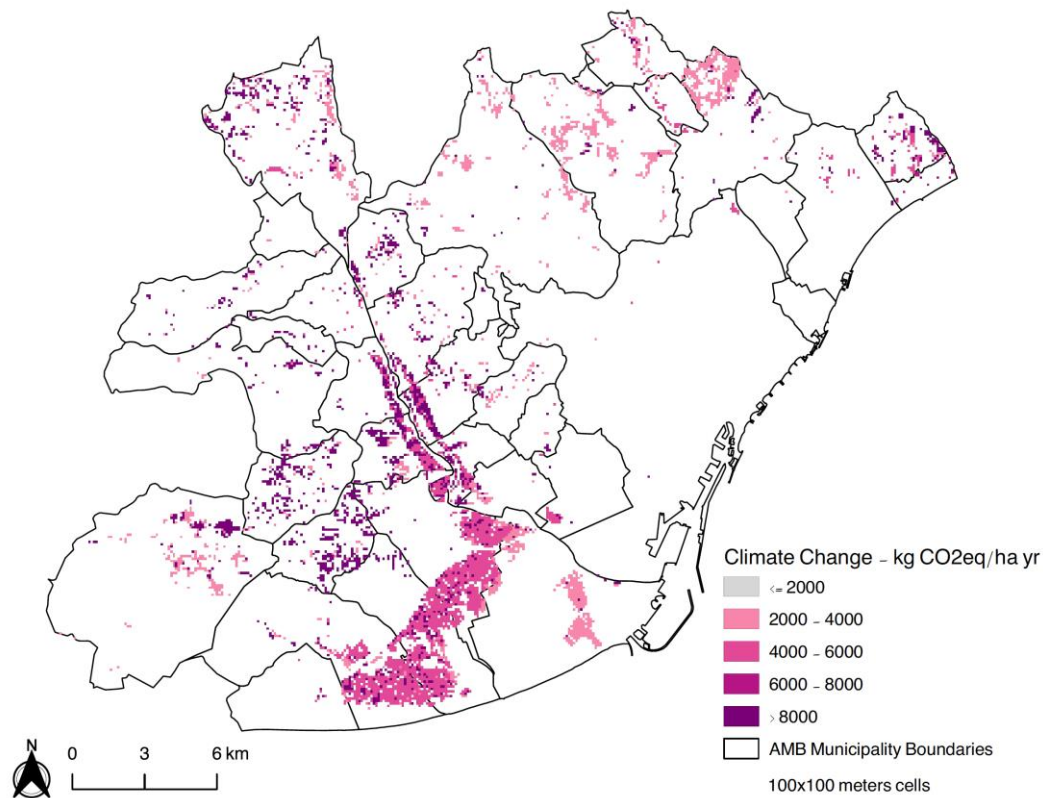 Climate Change – kg CO2eq/ha yr
<= 2000
2000 – 4000
4000 – 6000
6000 – 8000
> 8000
AMB Municipality Boundaries
100x100 meters cells
N
0 3 6 km